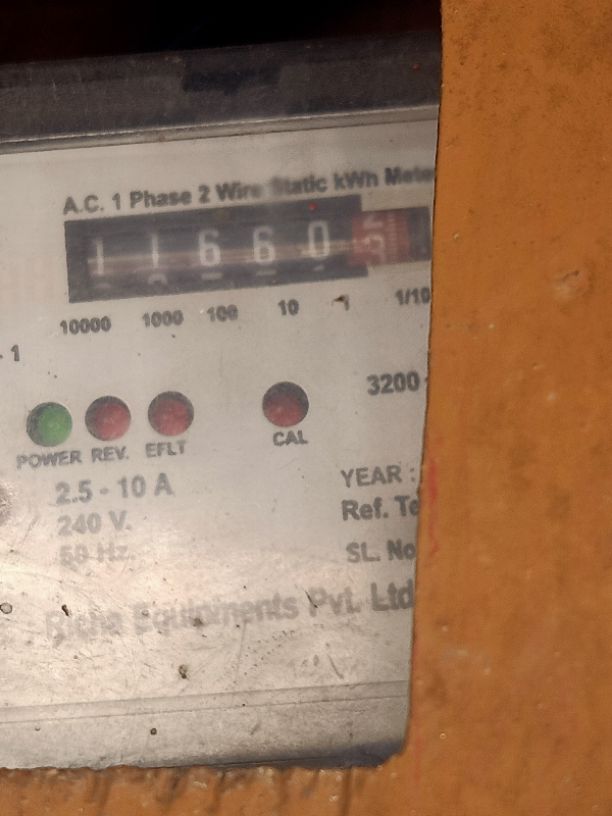 A.C. 1 Phase 2 Wire Static kWh Mete
1 1 6 6 0 5
10000 1000 100 10 1 1/10
- 1
3200
POWER REV. EFLT CAL
2.5 - 10 A
240 V.
50 Hz.
YEAR :
Ref. Te
SL. No
Equipments Pvt. Ltd